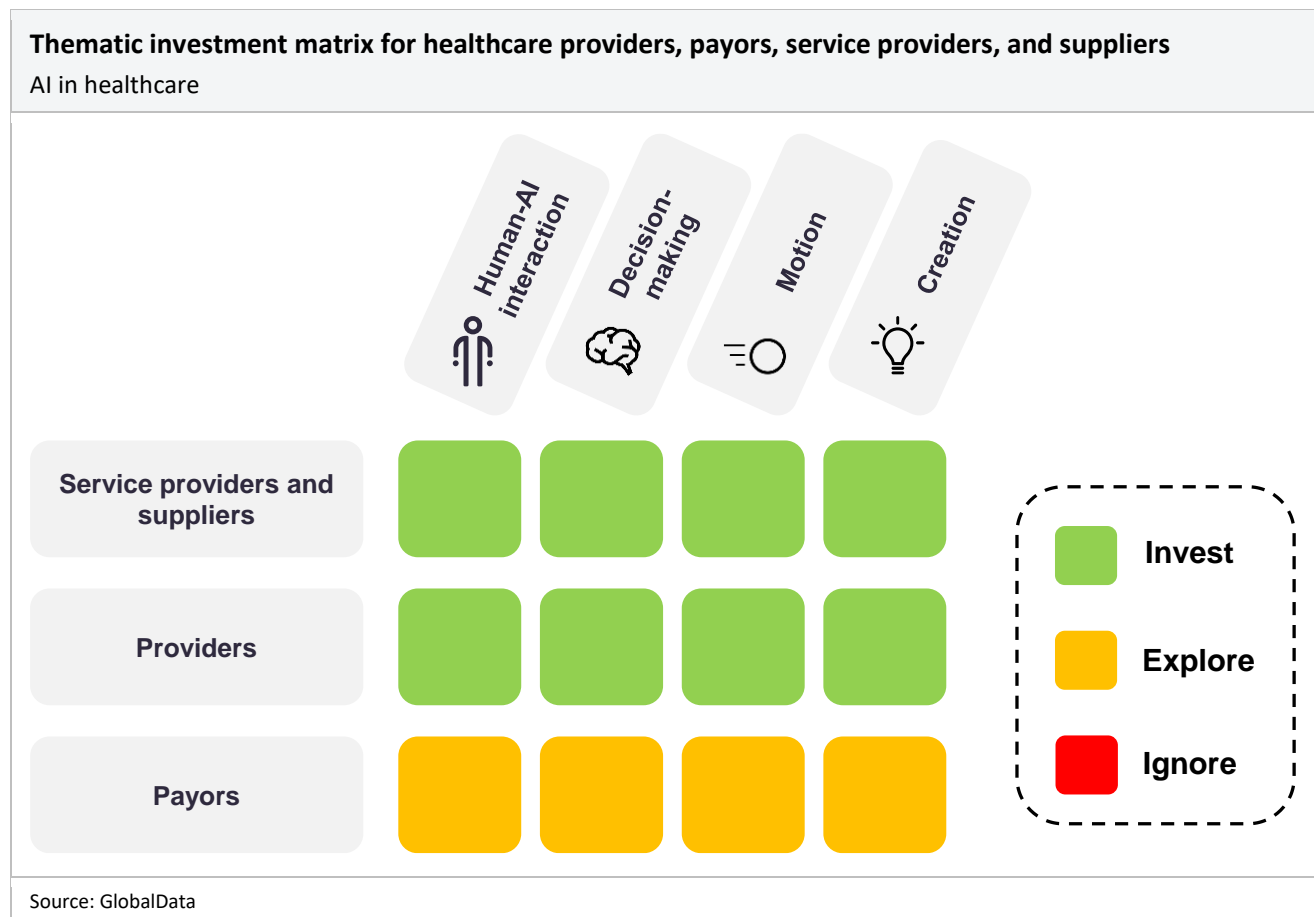 Thematic investment matrix for healthcare providers, payors, service providers, and suppliers
AI in healthcare
Human-AI
interaction
Decision-
making
Motion
Creation
Service providers and
suppliers
Providers
Payors
Invest
Explore
Ignore
Source: GlobalData